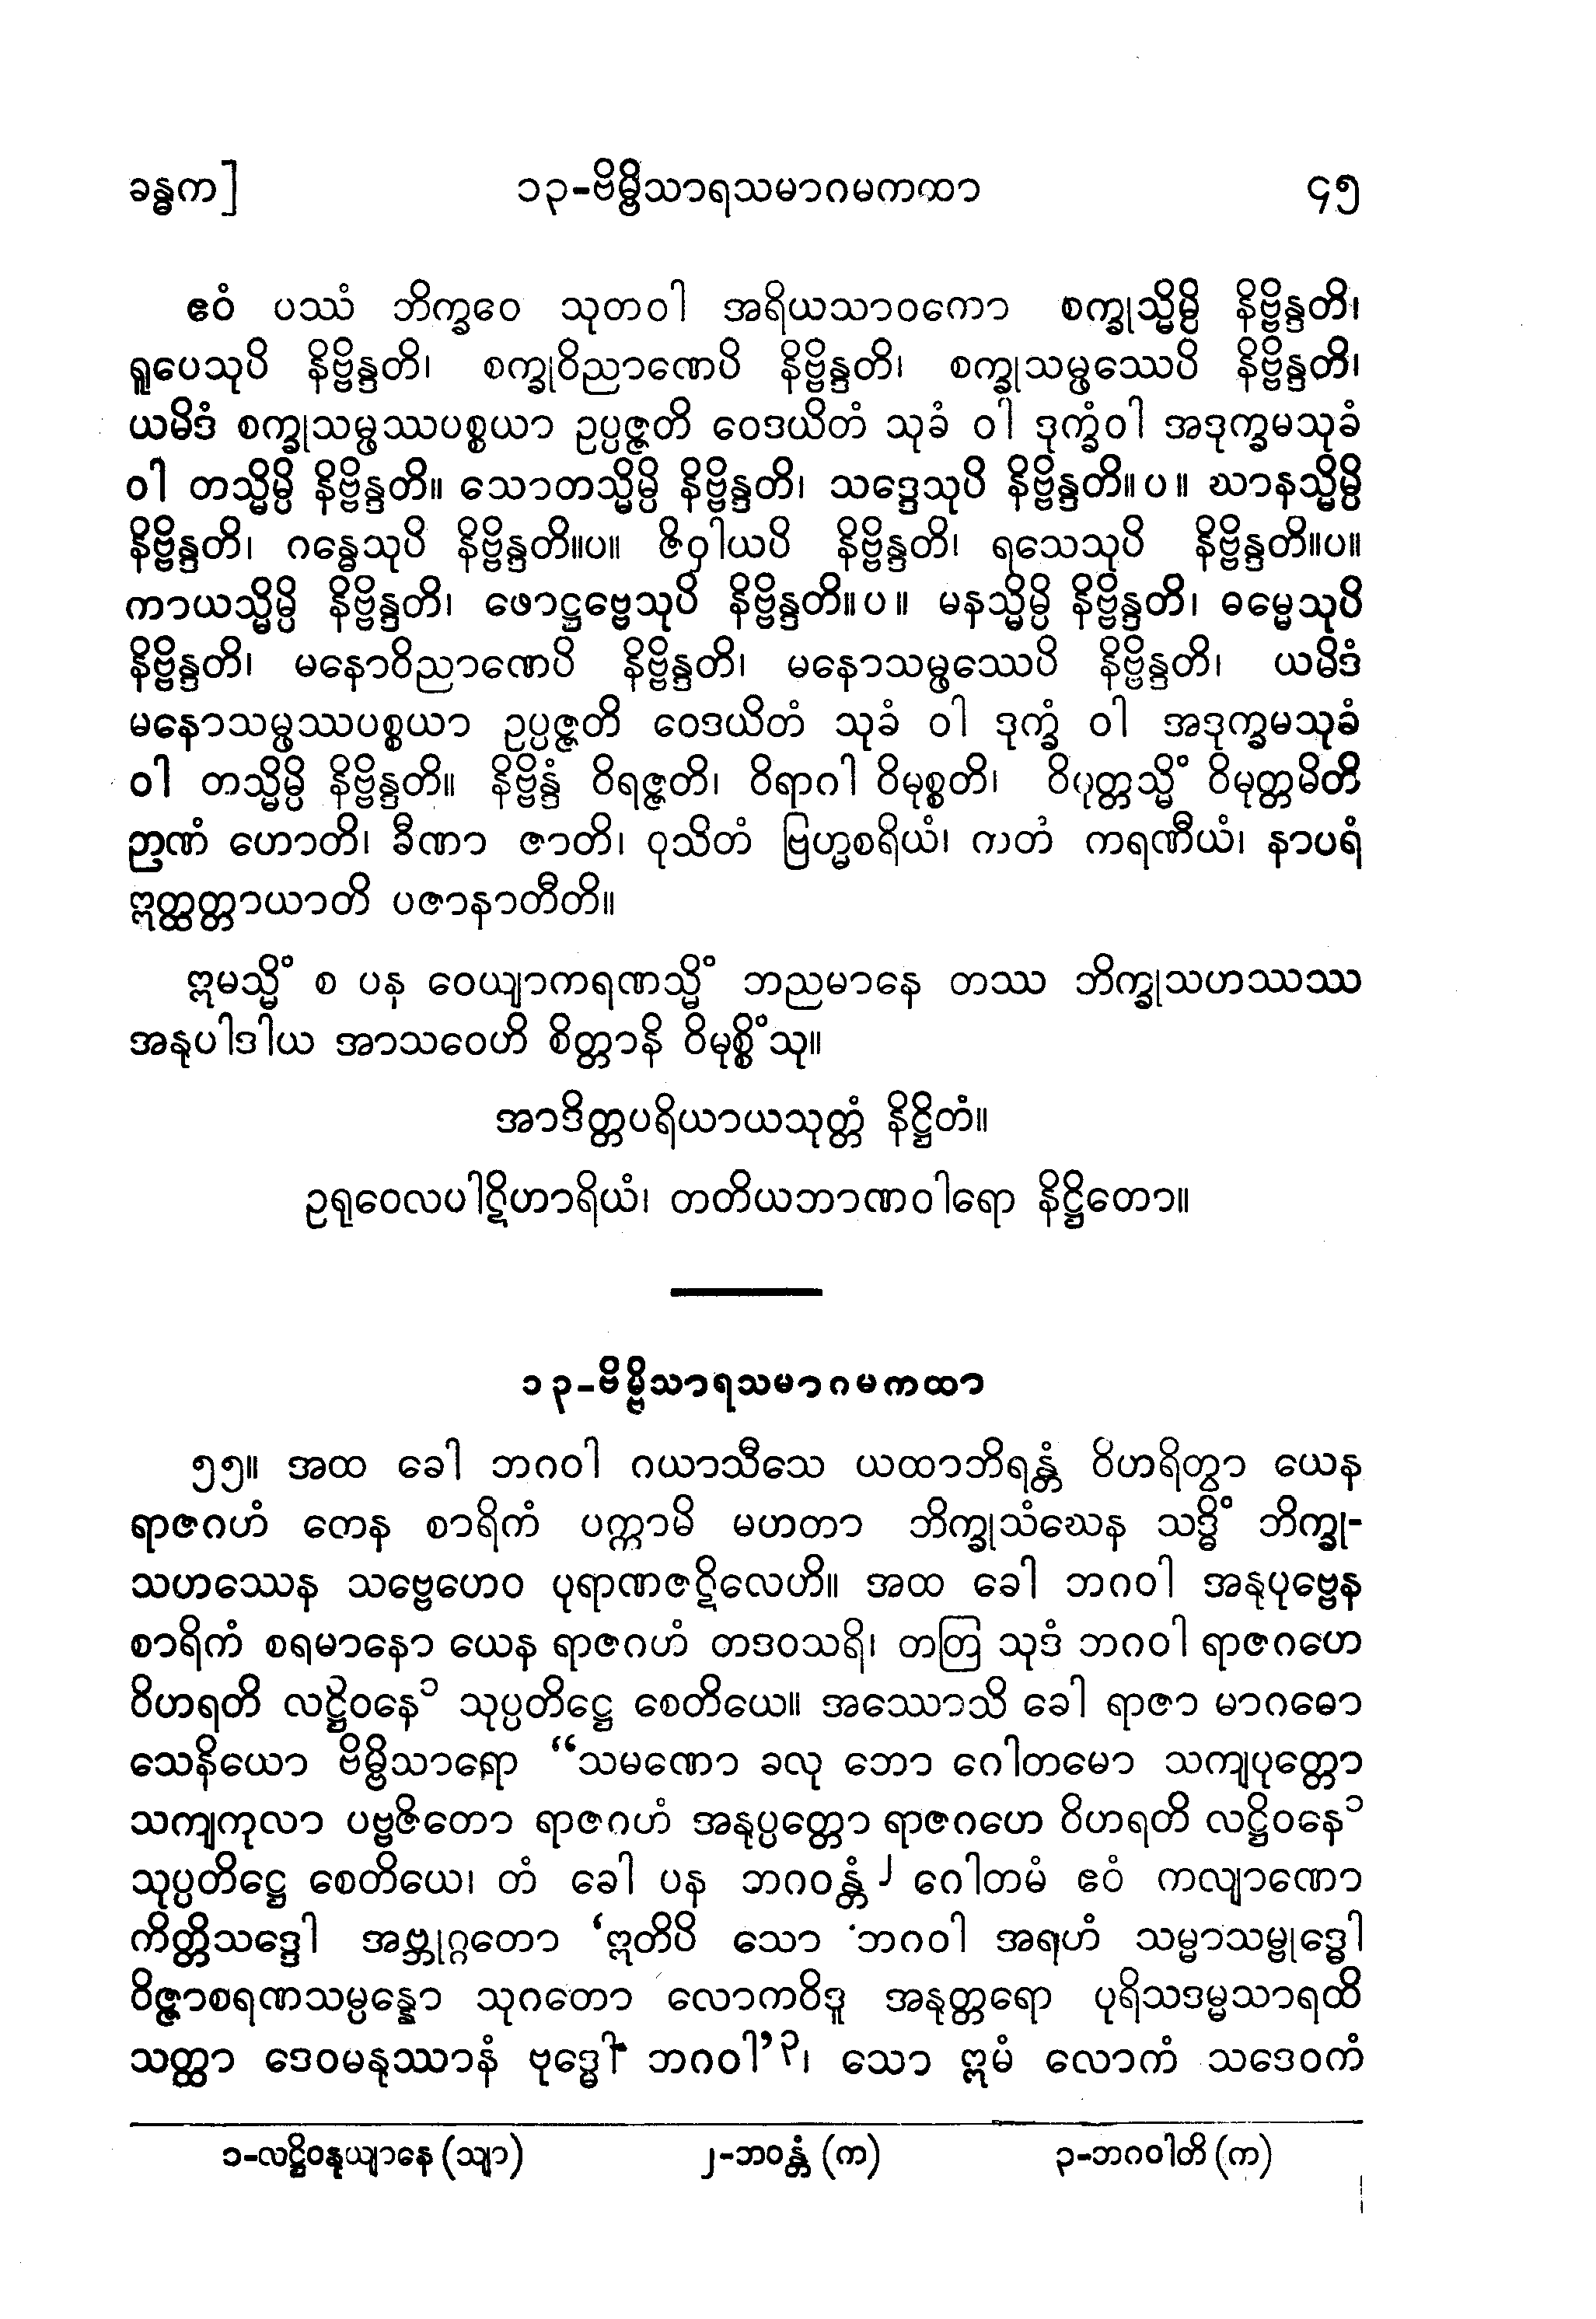 ခန္ဓက]	၁၃-ဗိမ္ဗိသာရသမာဂမကထာ	၄၅
ဧဝံ ပဿံ ဘိက္ခဝေ သုတဝါ အရိယသာဝကော စက္ခုသ္မိမ္ပိ နိဗ္ဗိန္ဒတိ၊
ရူပေသုပိ နိဗ္ဗိန္ဒတိ၊ စက္ခုဝိညာဏေပိ နိဗ္ဗိန္ဒတိ၊ စက္ခုသမ္ဖဿေပိ နိဗ္ဗိန္ဒတိ၊
ယမိဒံ စက္ခုသမ္ဖဿပစ္စယာ ဥပ္ပဇ္ဇတိ ဝေဒယိတံ သုခံ ဝါ ဒုက္ခံဝါ အဒုက္ခမသုခံ
ဝါ တသ္မိမ္ပိ နိဗ္ဗိန္ဒတိ။ သောတသ္မိမ္ပိ နိဗ္ဗိန္ဒတိ၊ သဒ္ဒေသုပိ နိဗ္ဗိန္ဒတိ။ပ။ ဃာနသ္မိမ္ပိ
နိဗ္ဗိန္ဒတိ၊ ဂန္ဓေသုပိ နိဗ္ဗိန္ဒတိ။ပ။ ဇိဝှါယပိ နိဗ္ဗိန္ဒတိ၊ ရသေသုပိ နိဗ္ဗိန္ဒတိ။ပ။
ကာယသ္မိမ္ပိ နိဗ္ဗိန္ဒတိ၊ ဖောဋ္ဌဗ္ဗေသုပိ နိဗ္ဗိန္ဒတိ။ပ။ မနသ္မိမ္ပိ နိဗ္ဗိန္ဒတိ၊ ဓမ္မေသုပိ
နိဗ္ဗိန္ဒတိ၊ မနောဝိညာဏေပိ နိဗ္ဗိန္ဒတိ၊ မနောသမ္ဖဿေပိ နိဗ္ဗိန္ဒတိ၊ ယမိဒံ
မနောသမ္ဖဿပစ္စယာ ဥပ္ပဇ္ဇတိ ဝေဒယိတံ သုခံ ဝါ ဒုက္ခံ ဝါ အဒုက္ခမသုခံ
ဝါ တသ္မိမ္ပိ နိဗ္ဗိန္ဒတိ။ နိဗ္ဗိန္ဒံ ဝိရဇ္ဇတိ၊ ဝိရာဂါ ဝိမုစ္စတိ၊ ဝိမုတ္တသ္မိံ ဝိမုတ္တမိတိ
ဉာဏံ ဟောတိ၊ ခီဏာ ဇာတိ၊ ဝုသိတံ ဗြဟ္မစရိယံ၊ ကတံ ကရဏီယံ၊ နာပရံ
ဣတ္ထတ္တာယာတိ ပဇာနာတီတိ။
ဣမသ္မိံ စ ပန ဝေယျာကရဏသ္မိံ ဘညမာနေ တဿ ဘိက္ခုသဟဿဿ
အနုပါဒါယ အာသဝေဟိ စိတ္တာနိ ဝိမုစ္စိံသု။
အာဒိတ္တပရိယာယသုတ္တံ နိဋ္ဌိတံ။
ဥရုဝေလပါဋိဟာရိယံ၊ တတိယဘာဏဝါရော နိဋ္ဌိတော။
၁၃-ဗိမ္ဗိသာရသမာဂမကထာ
၅၅။ အထ ခေါ ဘဂဝါ ဂယာသီသေ ယထာဘိရန္တံ ဝိဟရိတွာ ယေန
ရာဇဂဟံ တေန စာရိကံ ပက္ကာမိ မဟတာ ဘိက္ခုသံဃေန သဒ္ဓိံ ဘိက္ခု-
သဟဿေန သဗ္ဗေဟေဝ ပုရာဏဇဋိလေဟိ။ အထ ခေါ ဘဂဝါ အနုပုဗ္ဗေန
စာရိကံ စရမာနော ယေန ရာဇဂဟံ တဒဝသရိ၊ တတြ သုဒံ ဘဂဝါ ရာဇဂဟေ
ဝိဟရတိ လဋ္ဌိဝနေ၁ သုပ္ပတိဋ္ဌေ စေတိယေ။ အဿောသိ ခေါ ရာဇာ မာဂဓော
သေနိယော ဗိမ္ဗိသာရော “သမဏော ခလု ဘော ဂေါတမော သကျပုတ္တော
သကျကုလာ ပဗ္ဗဇိတော ရာဇဂဟံ အနုပ္ပတ္တော ရာဇဂဟေ ဝိဟရတိ လဋ္ဌိဝနေ၁
သုပ္ပတိဋ္ဌေ စေတိယေ၊ တံ ခေါ ပန ဘဂဝန္တံ၂ ဂေါတမံ ဧဝံ ကလျာဏော
ကိတ္တိသဒ္ဒေါ အဗ္ဘုဂ္ဂတော ‘ဣတိပိ သော ဘဂဝါ အရဟံ သမ္မာသမ္ဗုဒ္ဓေါ
ဝိဇ္ဇာစရဏသမ္ပန္နော သုဂတော လောကဝိဒူ အနုတ္တရော ပုရိသဒမ္မသာရထိ
သတ္ထာ ဒေဝမနုဿာနံ ဗုဒ္ဓေါ ဘဂဝါ’၃၊ သော ဣမံ လောကံ သဒေဝကံ
၁-လဋ္ဌိဝနုယျာနေ (သျာ)	၂-ဘဝန္တံ (က)	၃-ဘဂဝါတိ (က)